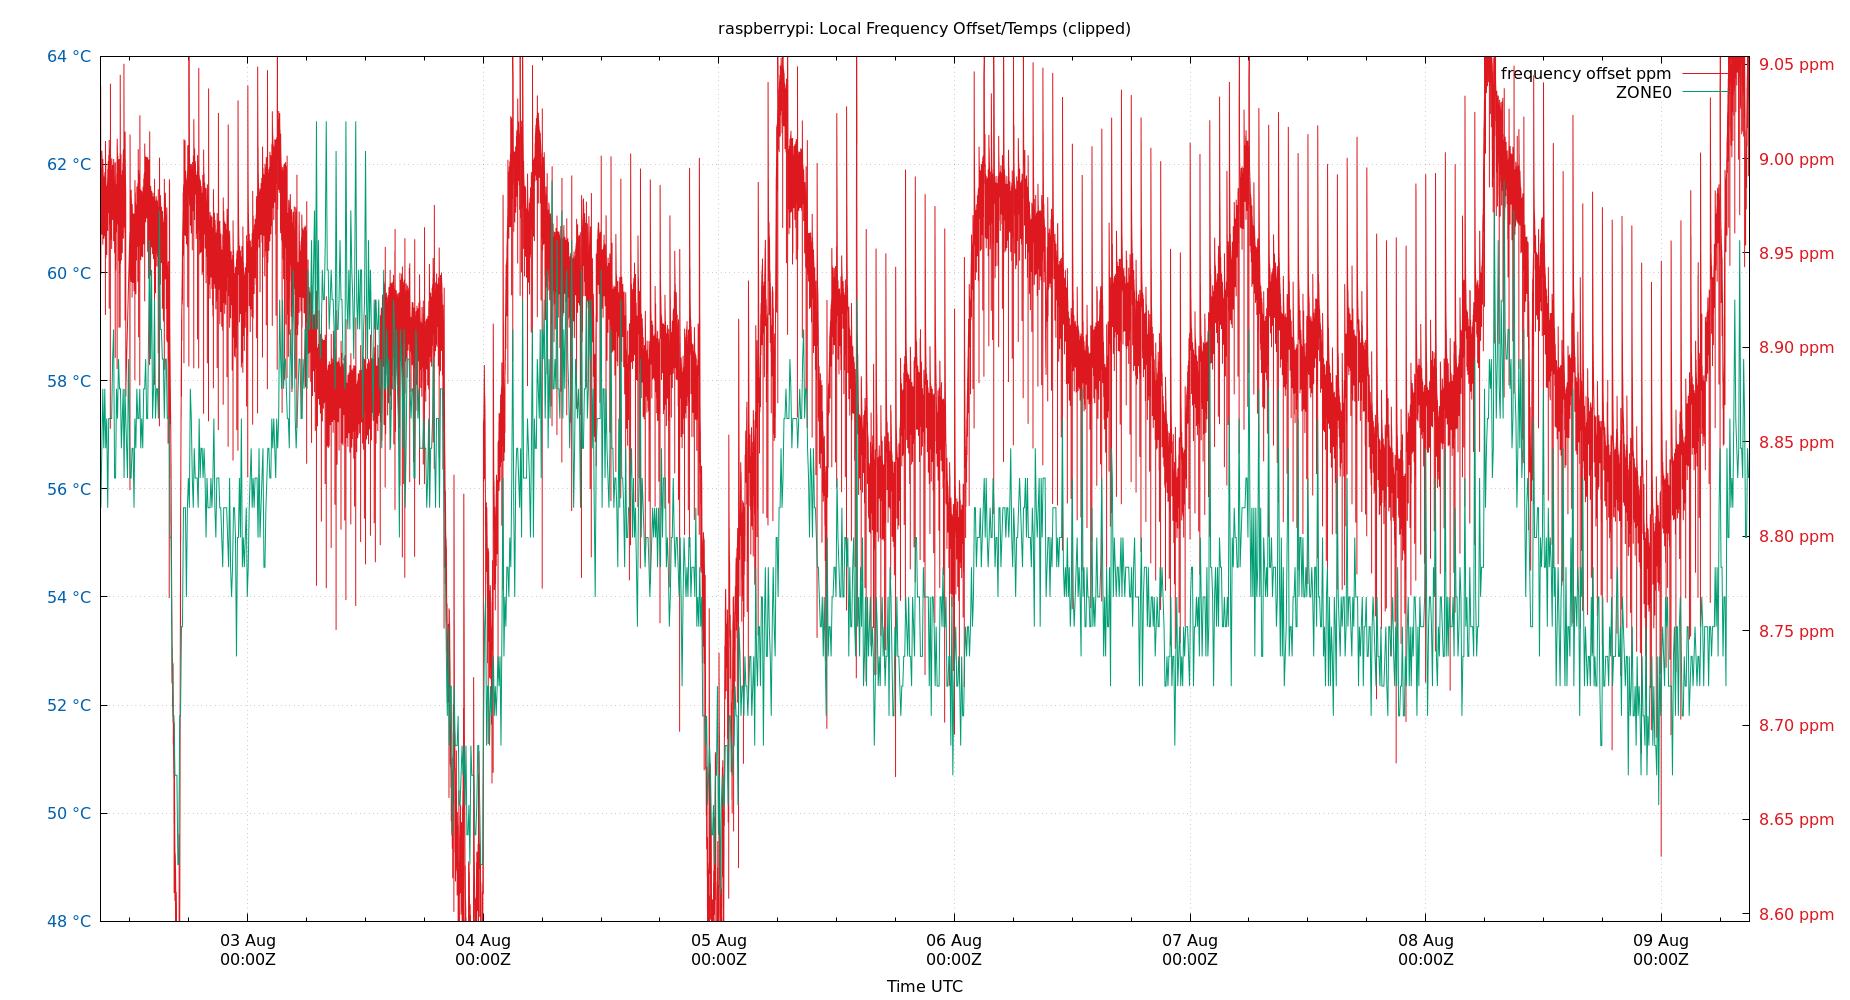 raspberrypi: Local Frequency Offset/Temps (clipped)
64 °C
62 °C
60 °C
58 °C
56 °C
54 °C
52 °C
50 °C
48 °C
frequency offset ppm
ZONE0
9.05 ppm
9.00 ppm
8.95 ppm
8.90 ppm
8.85 ppm
8.80 ppm
8.75 ppm
8.70 ppm
8.65 ppm
8.60 ppm
03 Aug
00:00Z
04 Aug
00:00Z
05 Aug
00:00Z
06 Aug
00:00Z
07 Aug
00:00Z
08 Aug
00:00Z
09 Aug
00:00Z
Time UTC